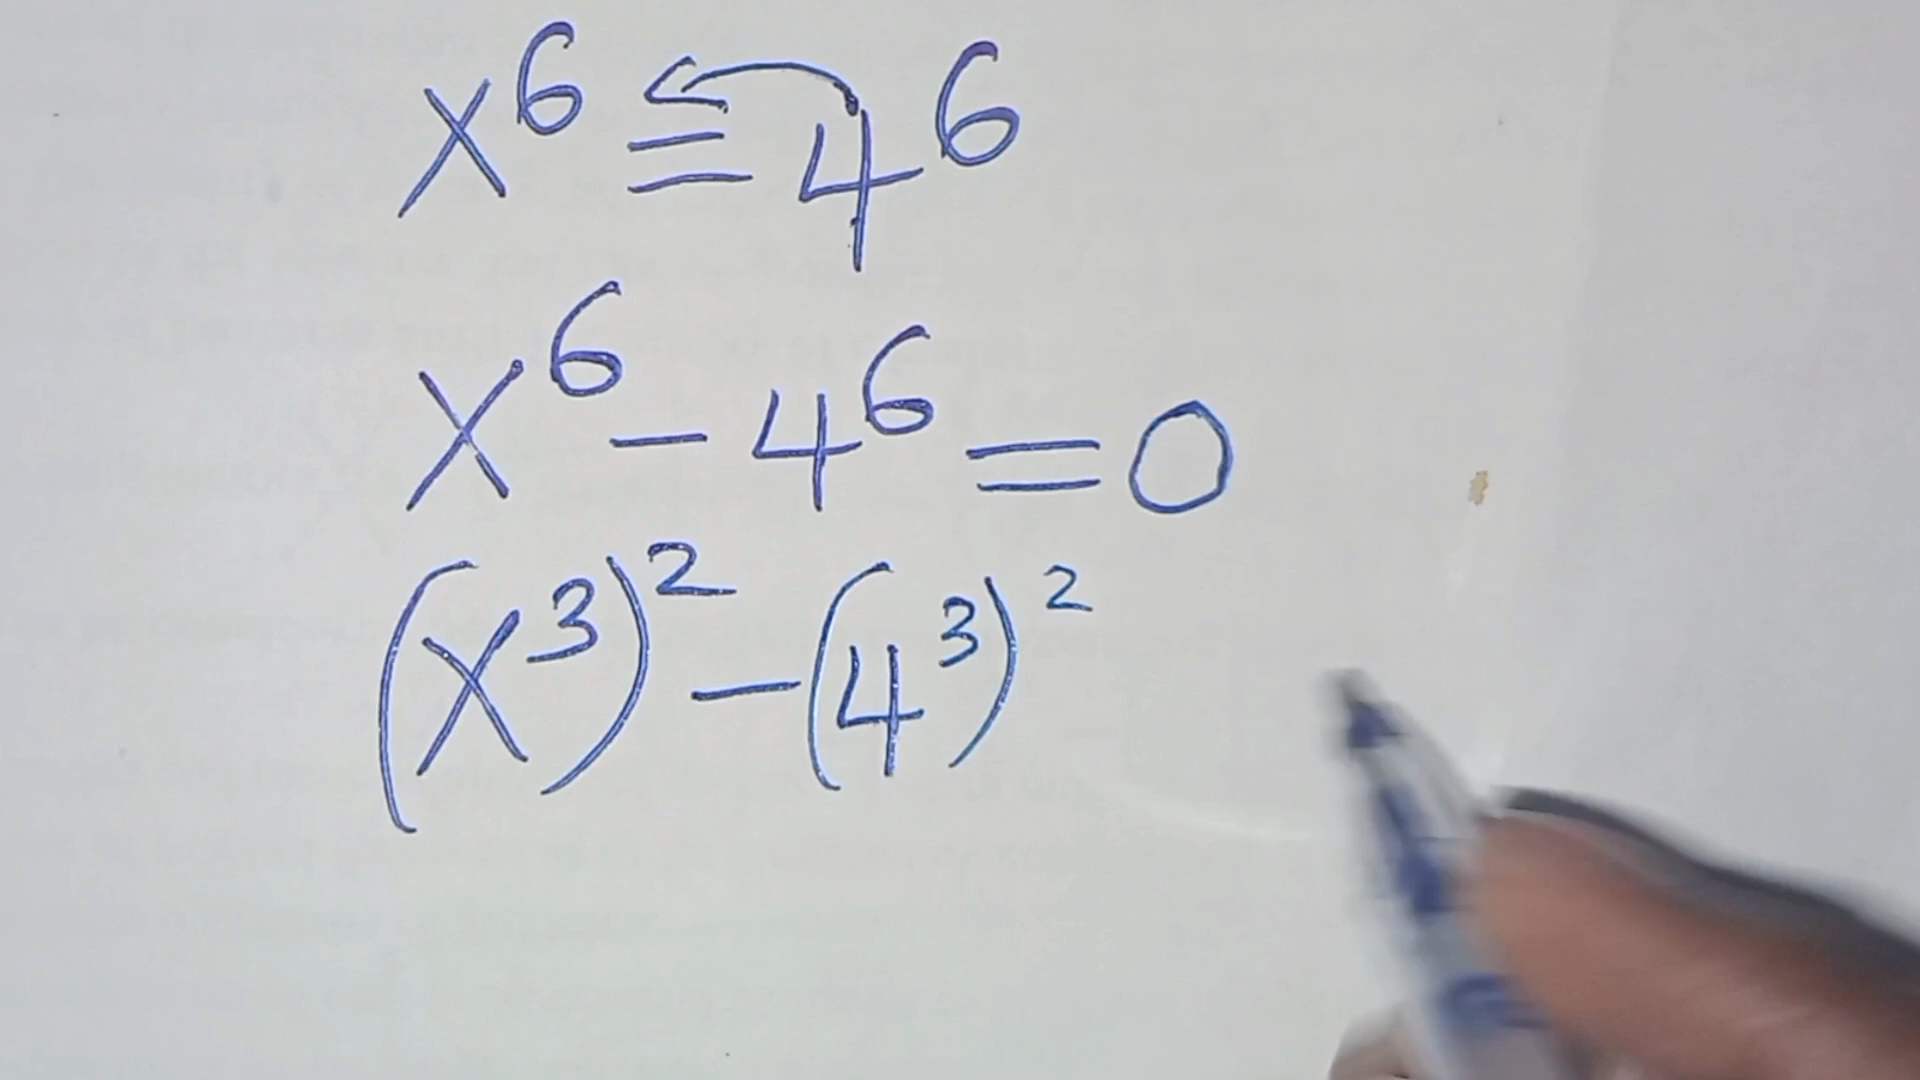 x⁶ = 4⁶
x⁶ - 4⁶ = 0
(x³)² - (4³)²